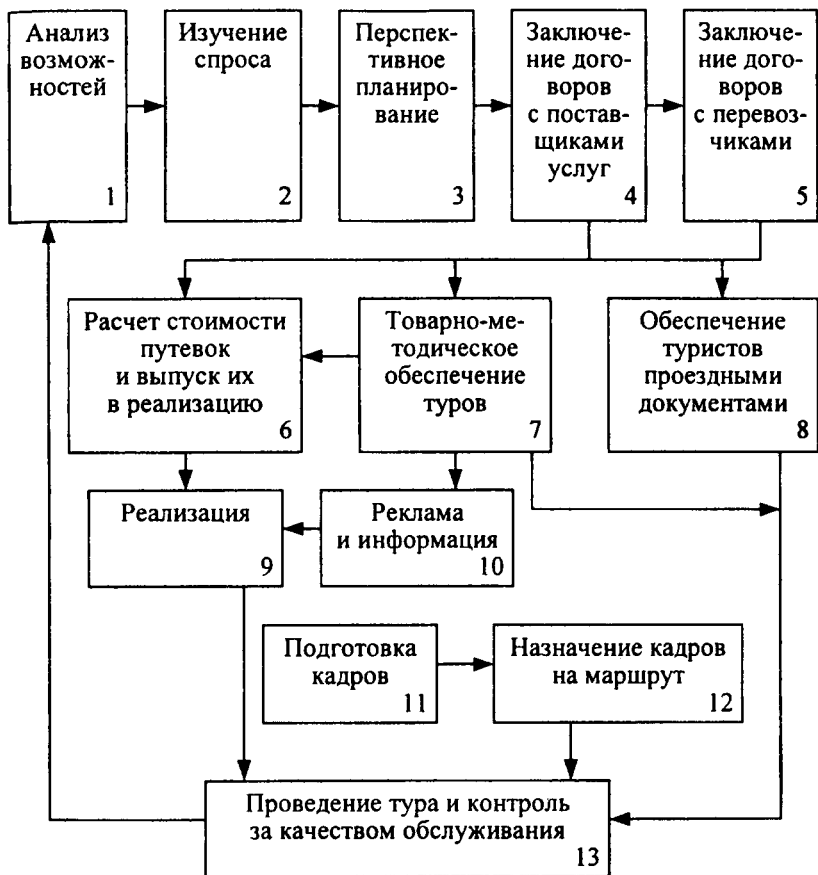 Анализ
возмож-
ностей
1
Изучение
спроса
2
Перспек-
тивное
планиро-
вание
3
Заключе-
ние дого-
воров
с постав-
щиками
услуг
4
Заключе-
ние дого-
воров
с перевоз-
чиками
5
Расчет стоимости
путевок
и выпуск их
в реализацию
6
Товарно-ме-
тодическое
обеспечение
туров
7
Обеспечение
туристов
проездными
документами
8
Реализация
9
Реклама
и информация
10
Подготовка
кадров
11
Назначение кадров
на маршрут
12
Проведение тура и контроль
за качеством обслуживания
13